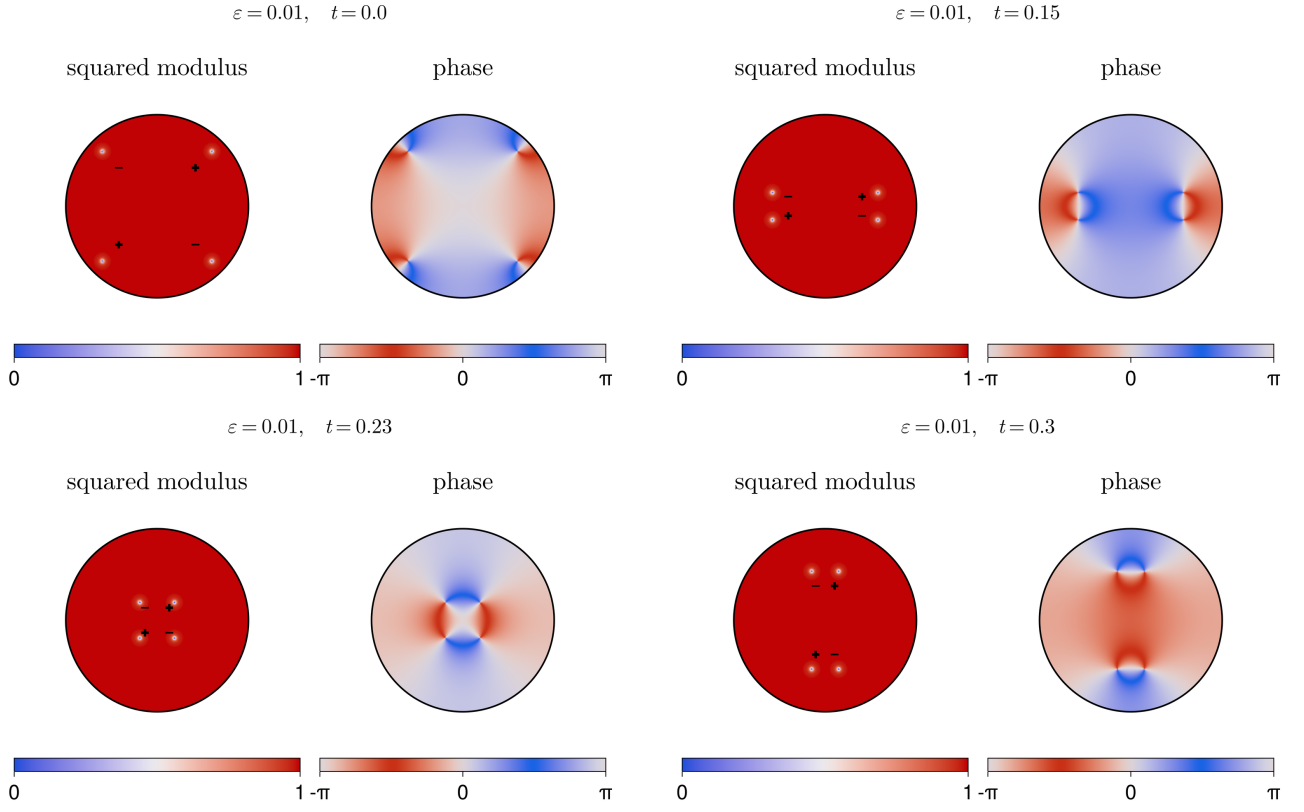 ε = 0.01, t = 0.0
squared modulus phase
− +
+ −
0 1 -π 0 π
ε = 0.01, t = 0.15
squared modulus phase
− +
+ −
0 1 -π 0 π
ε = 0.01, t = 0.23
squared modulus phase
− +
+ −
0 1 -π 0 π
ε = 0.01, t = 0.3
squared modulus phase
− +
+ −
0 1 -π 0 π